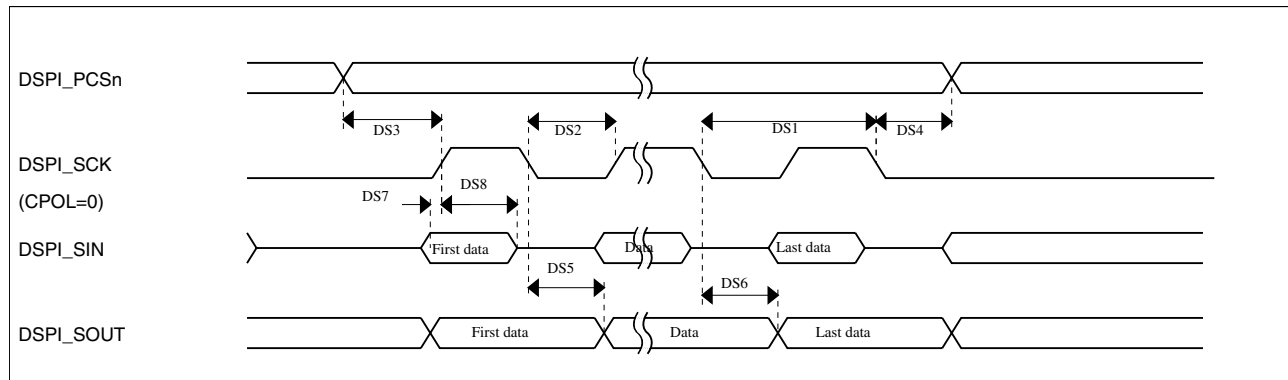 DSPI_PCSn
DS3
DS2
DS1
DS4
DSPI_SCK
(CPOL=0)
DS7
DS8
DSPI_SIN
First data
Data
Last data
DS5
DS6
DSPI_SOUT
First data
Data
Last data